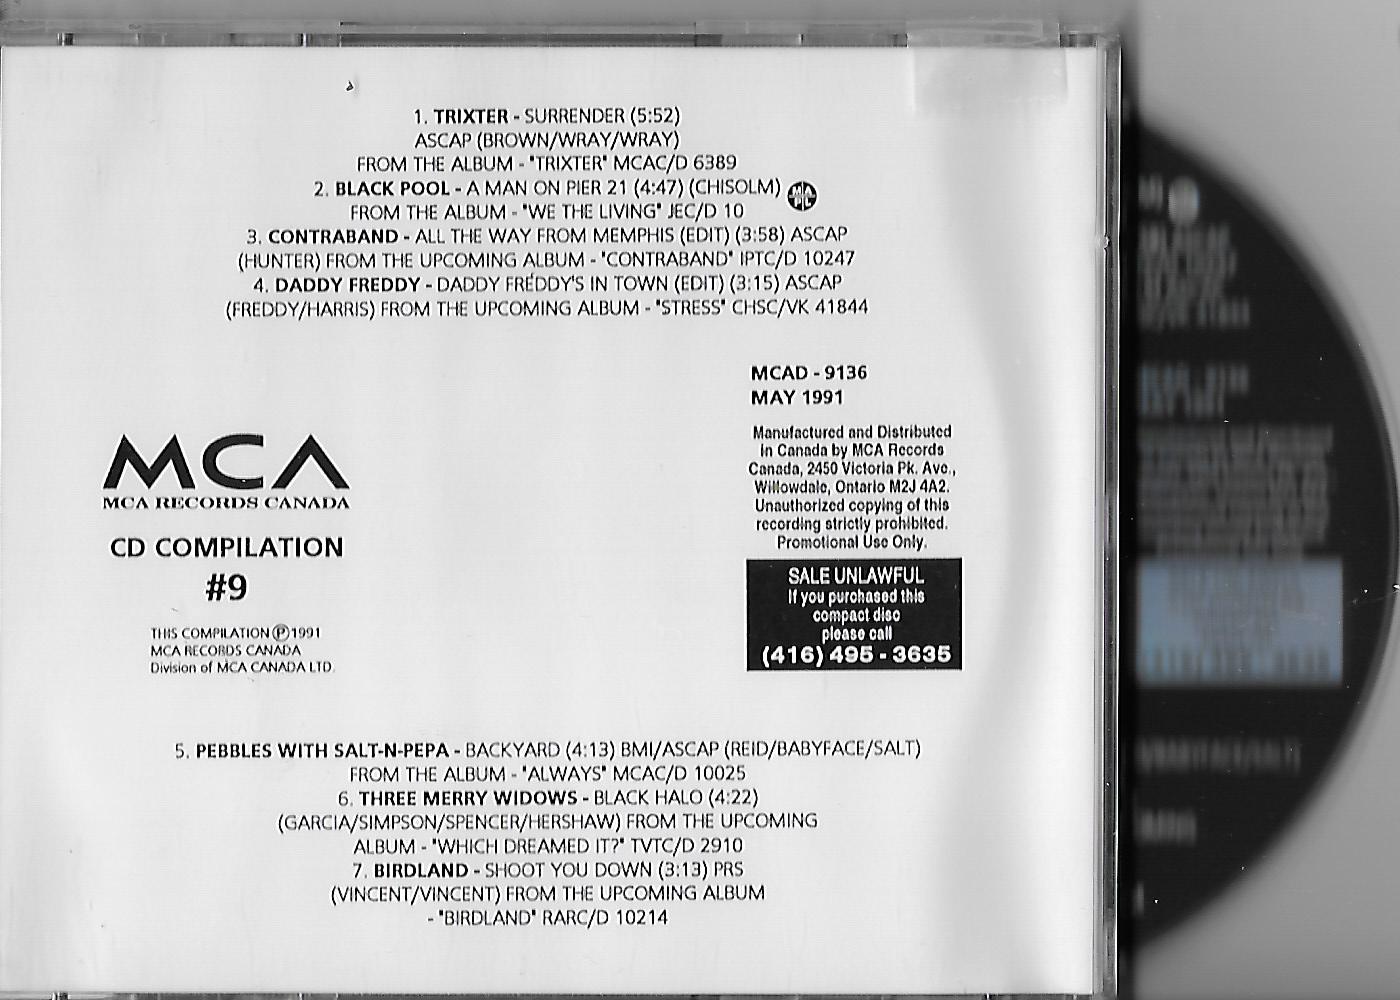 1. TRIXTER - SURRENDER (5:52)
ASCAP (BROWN/WRAY/WRAY)
FROM THE ALBUM - "TRIXTER" MCAC/D 6389
2. BLACK POOL - A MAN ON PIER 21 (4:47) (CHISOLM) MAPL
FROM THE ALBUM - "WE THE LIVING" JEC/D 10
3. CONTRABAND - ALL THE WAY FROM MEMPHIS (EDIT) (3:58) ASCAP
(HUNTER) FROM THE UPCOMING ALBUM - "CONTRABAND" IPTC/D 10247
4. DADDY FREDDY - DADDY FREDDY'S IN TOWN (EDIT) (3:15) ASCAP
(FREDDY/HARRIS) FROM THE UPCOMING ALBUM - "STRESS" CHSC/VK 41844
MCAD - 9136
MAY 1991
Manufactured and Distributed
In Canada by MCA Records
Canada, 2450 Victoria Pk. Ave.,
Willowdale, Ontario M2J 4A2.
Unauthorized copying of this
recording strictly prohibited.
Promotional Use Only.
SALE UNLAWFUL
If you purchased this
compact disc
please call
(416) 495 - 3635
MCA
MCA RECORDS CANADA
CD COMPILATION
#9
THIS COMPILATION Ⓟ1991
MCA RECORDS CANADA
Division of MCA CANADA LTD.
5. PEBBLES WITH SALT-N-PEPA - BACKYARD (4:13) BMI/ASCAP (REID/BABYFACE/SALT)
FROM THE ALBUM - "ALWAYS" MCAC/D 10025
6. THREE MERRY WIDOWS - BLACK HALO (4:22)
(GARCIA/SIMPSON/SPENCER/HERSHAW) FROM THE UPCOMING
ALBUM - "WHICH DREAMED IT?" TVTC/D 2910
7. BIRDLAND - SHOOT YOU DOWN (3:13) PRS
(VINCENT/VINCENT) FROM THE UPCOMING ALBUM
- "BIRDLAND" RARC/D 10214